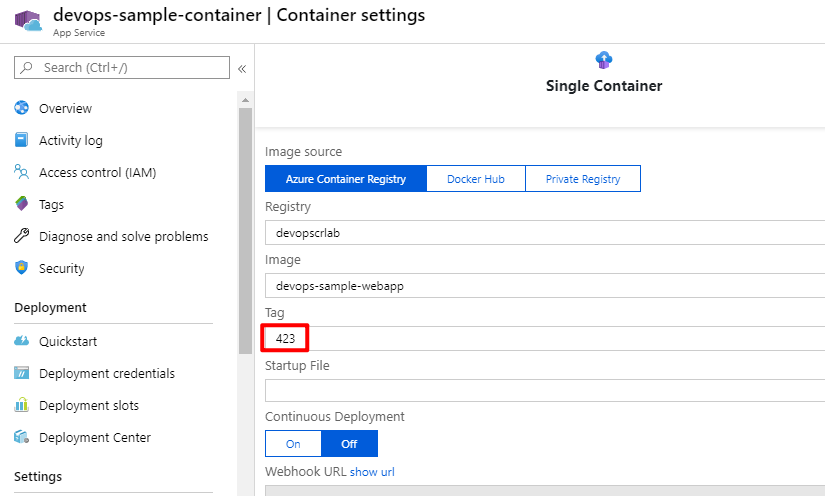 devops-sample-container | Container settings
App Service
Search (Ctrl+/)
«
Overview
Activity log
Access control (IAM)
Tags
Diagnose and solve problems
Security
Deployment
Quickstart
Deployment credentials
Deployment slots
Deployment Center
Settings
Single Container
Image source
Azure Container Registry Docker Hub Private Registry
Registry
devopscrlab
Image
devops-sample-webapp
Tag
423
Startup File
Continuous Deployment
On Off
Webhook URL show url